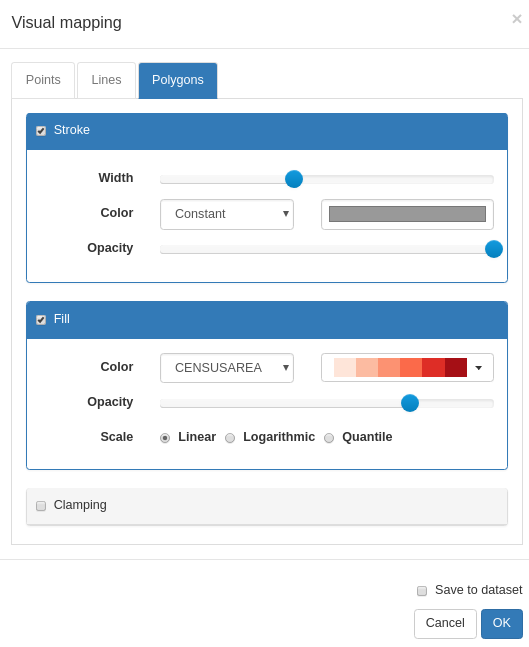 Visual mapping ×
Points Lines Polygons
Stroke
Width
Color Constant
Opacity
Fill
Color CENSUSAREA
Opacity
Scale Linear Logarithmic Quantile
Clamping
Save to dataset
Cancel OK